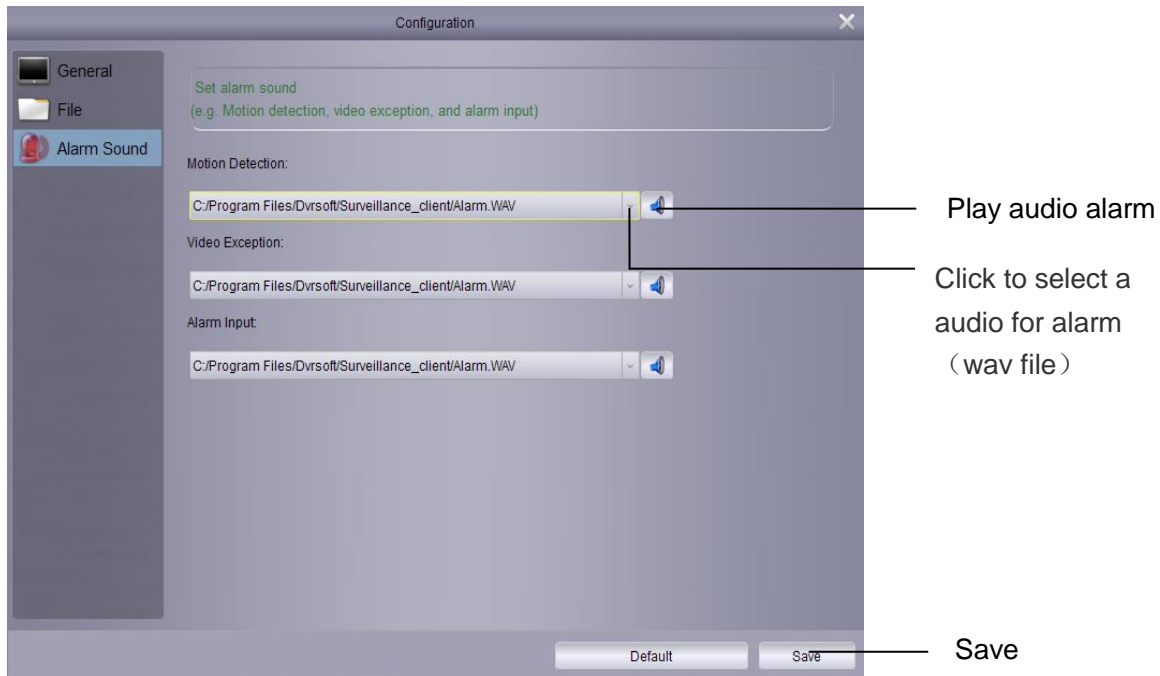 Configuration
General
File
Alarm Sound
Set alarm sound
(e.g. Motion detection, video exception, and alarm input)
Motion Detection:
C:/Program Files/Dvrsoft/Surveillance_client/Alarm.WAV
Video Exception:
C:/Program Files/Dvrsoft/Surveillance_client/Alarm.WAV
Alarm Input:
C:/Program Files/Dvrsoft/Surveillance_client/Alarm.WAV
Default
Save
Play audio alarm
Click to select a
audio for alarm
（wav file）
Save